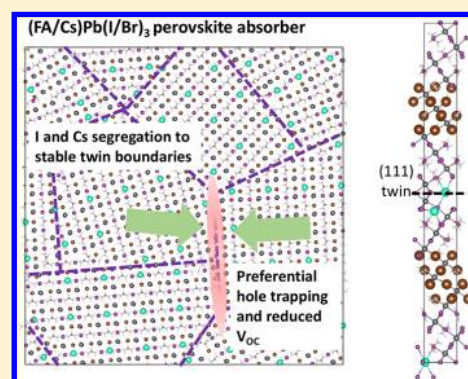 (FA/Cs)Pb(I/Br)₃ perovskite absorber
I and Cs segregation to
stable twin boundaries
(111)
twin
Preferential
hole trapping
and reduced
V_OC